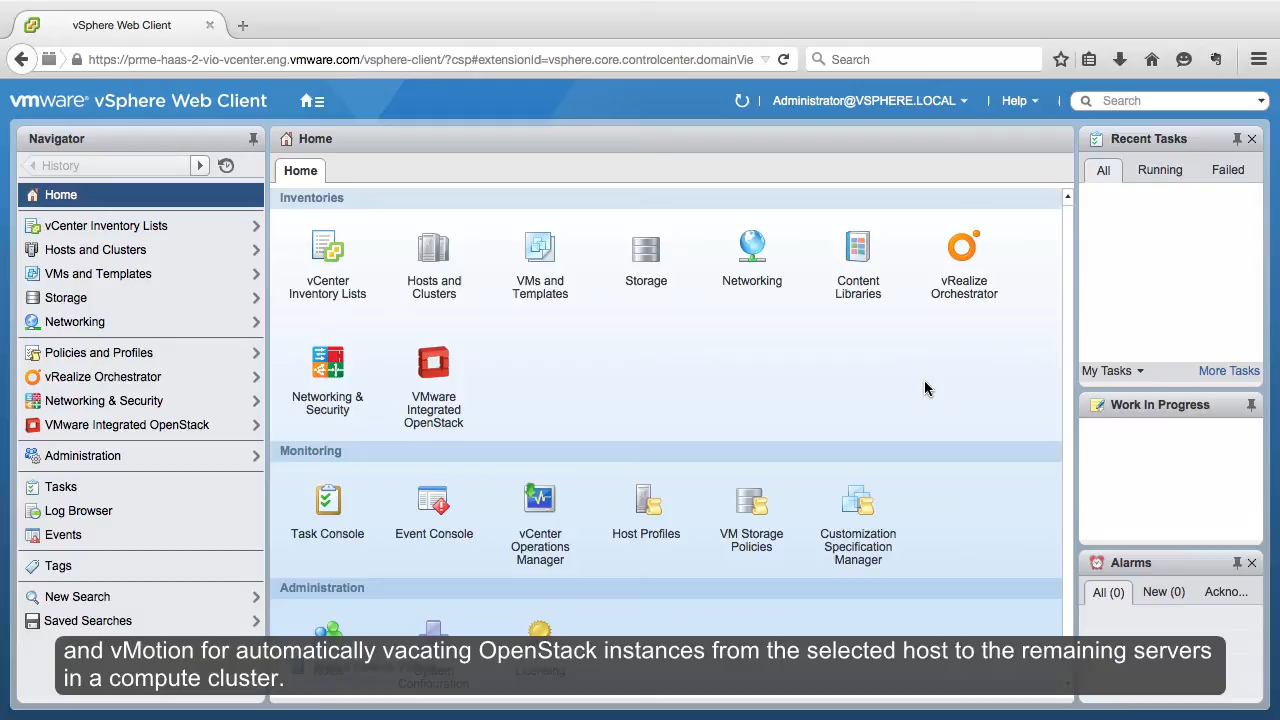 vSphere Web Client
https://prme-haas-2-vio-vcenter.eng.vmware.com/vsphere-client/?csp#extensionId=vsphere.core.controlcenter.domainVie
Search
vmware vSphere Web Client
Administrator@VSPHERE.LOCAL
Help
Search
Navigator
History
Home
vCenter Inventory Lists
Hosts and Clusters
VMs and Templates
Storage
Networking
Policies and Profiles
vRealize Orchestrator
Networking & Security
VMware Integrated OpenStack
Administration
Tasks
Log Browser
Events
Tags
New Search
Saved Searches
Home
Home
Inventories
vCenter
Inventory Lists
Hosts and
Clusters
VMs and
Templates
Storage
Networking
Content
Libraries
vRealize
Orchestrator
Networking &
Security
VMware
Integrated
OpenStack
Monitoring
Task Console
Event Console
vCenter
Operations
Manager
Host Profiles
VM Storage
Policies
Customization
Specification
Manager
Administration
Roles
System
Configuration
Licensing
Recent Tasks
All
Running
Failed
My Tasks
More Tasks
Work In Progress
Alarms
All (0)
New (0)
Ackno...
and vMotion for automatically vacating OpenStack instances from the selected host to the remaining servers
in a compute cluster.